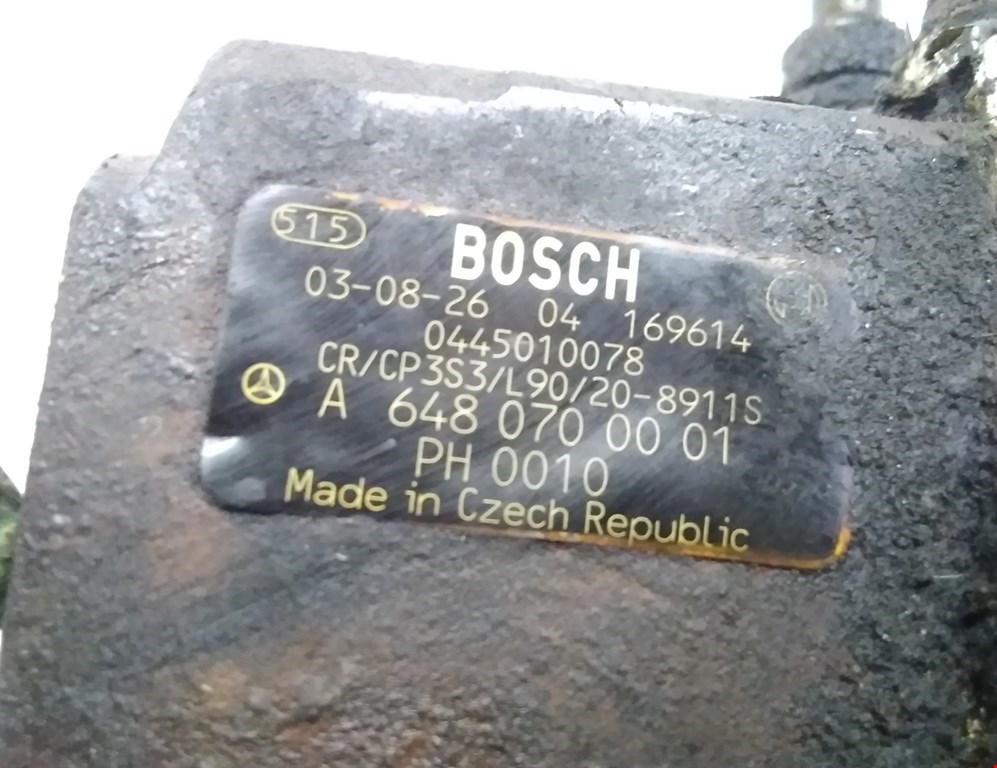 515
BOSCH
03-08-26 04 169614
0445010078
CR/CP3S3/L90/20-8911S
A 648 070 00 01
PH 0010
Made in Czech Republic